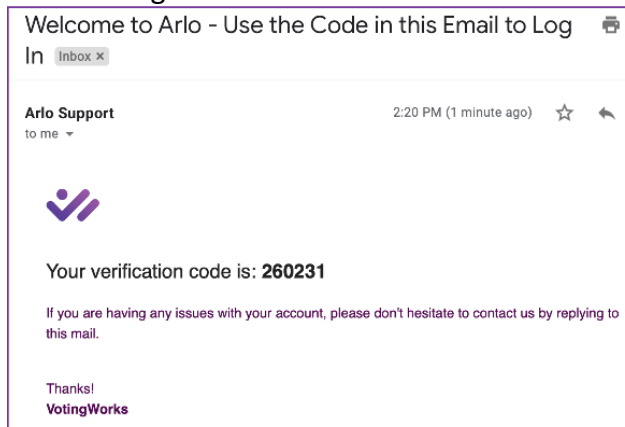 Welcome to Arlo - Use the Code in this Email to Log
In Inbox ×
Arlo Support
2:20 PM (1 minute ago)
to me
Your verification code is: 260231
If you are having any issues with your account, please don't hesitate to contact us by replying to
this mail.
Thanks!
VotingWorks